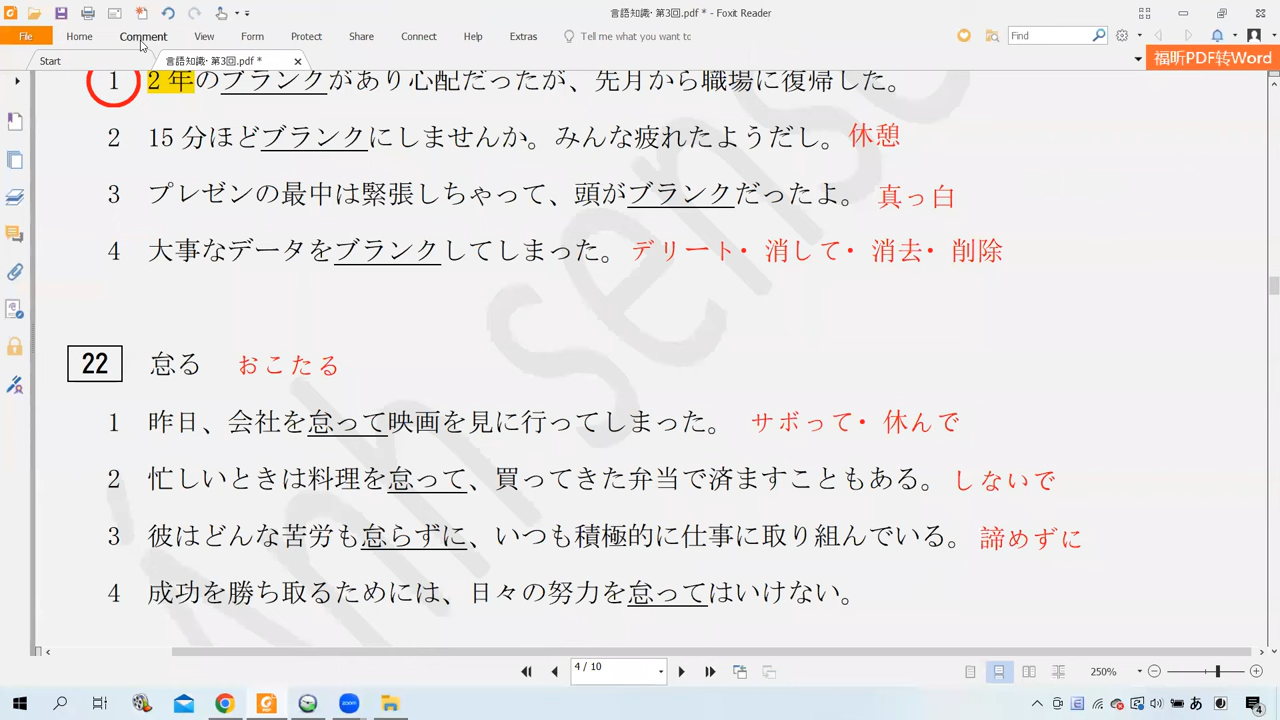 言語知識・第3回.pdf * - Foxit Reader
File Home Comment View Form Protect Share Connect Help Extras Tell me what you want to Find
Start 言語知識・第3回.pdf * 福昕PDF转Word
1 2年のブランクがあり心配だったが、先月から職場に復帰した。
2 15分ほどブランクにしませんか。みんな疲れたようだし。 休憩
3 プレゼンの最中は緊張しちゃって、頭がブランクだったよ。 真っ白
4 大事なデータをブランクしてしまった。 デリート・消して・消去・削除
22 怠る おこたる
1 昨日、会社を怠って映画を見に行ってしまった。 サボって・休んで
2 忙しいときは料理を怠って、買ってきた弁当で済ますこともある。 しないで
3 彼はどんな苦労も怠らずに、いつも積極的に仕事に取り組んでいる。 諦めずに
4 成功を勝ち取るためには、日々の努力を怠ってはいけない。
4 / 10 250%
zoom あ 4